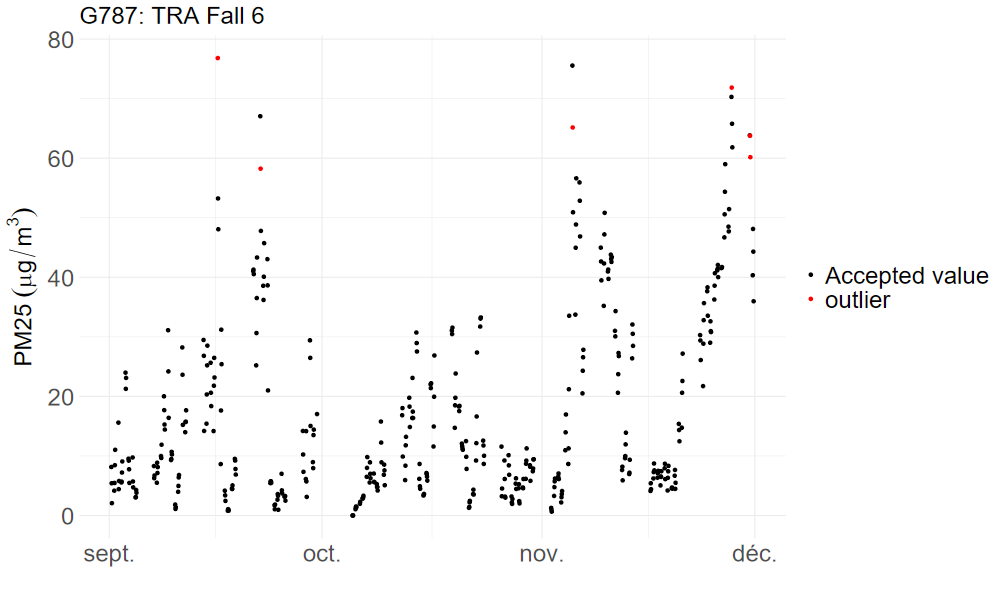 G787: TRA Fall 6
80
60
40
20
0
PM25 (μg/m³)
sept.
oct.
nov.
déc.
Accepted value
outlier